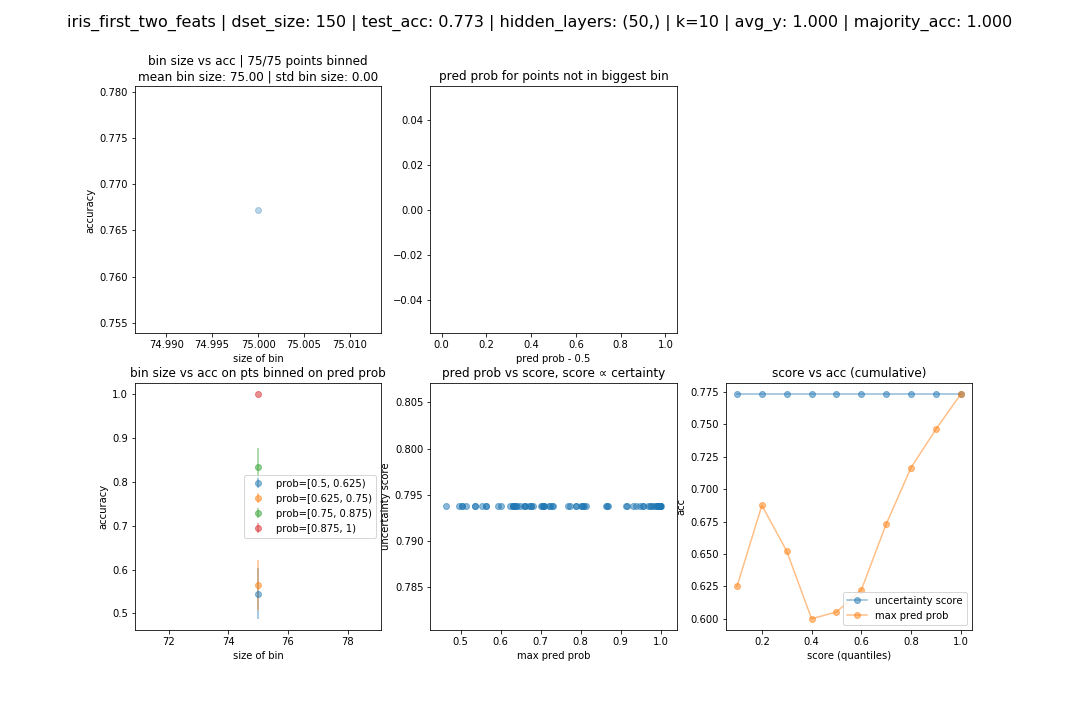 iris_first_two_feats | dset_size: 150 | test_acc: 0.773 | hidden_layers: (50,) | k=10 | avg_y: 1.000 | majority_acc: 1.000
bin size vs acc | 75/75 points binned
mean bin size: 75.00 | std bin size: 0.00
0.780
0.775
0.770
0.765
0.760
0.755
accuracy
74.990 74.995 75.000 75.005 75.010
size of bin
pred prob for points not in biggest bin
0.04
0.02
0.00
−0.02
−0.04
0.0 0.2 0.4 0.6 0.8 1.0
pred prob - 0.5
bin size vs acc on pts binned on pred prob
1.0
0.9
0.8
0.7
0.6
0.5
accuracy
prob=[0.5, 0.625)
prob=[0.625, 0.75)
prob=[0.75, 0.875)
prob=[0.875, 1)
72 74 76 78
size of bin
pred prob vs score, score ∝ certainty
0.805
0.800
0.795
0.790
0.785
uncertainty score
0.5 0.6 0.7 0.8 0.9 1.0
max pred prob
score vs acc (cumulative)
0.775
0.750
0.725
0.700
0.675
0.650
0.625
0.600
acc
uncertainty score
max pred prob
0.2 0.4 0.6 0.8 1.0
score (quantiles)